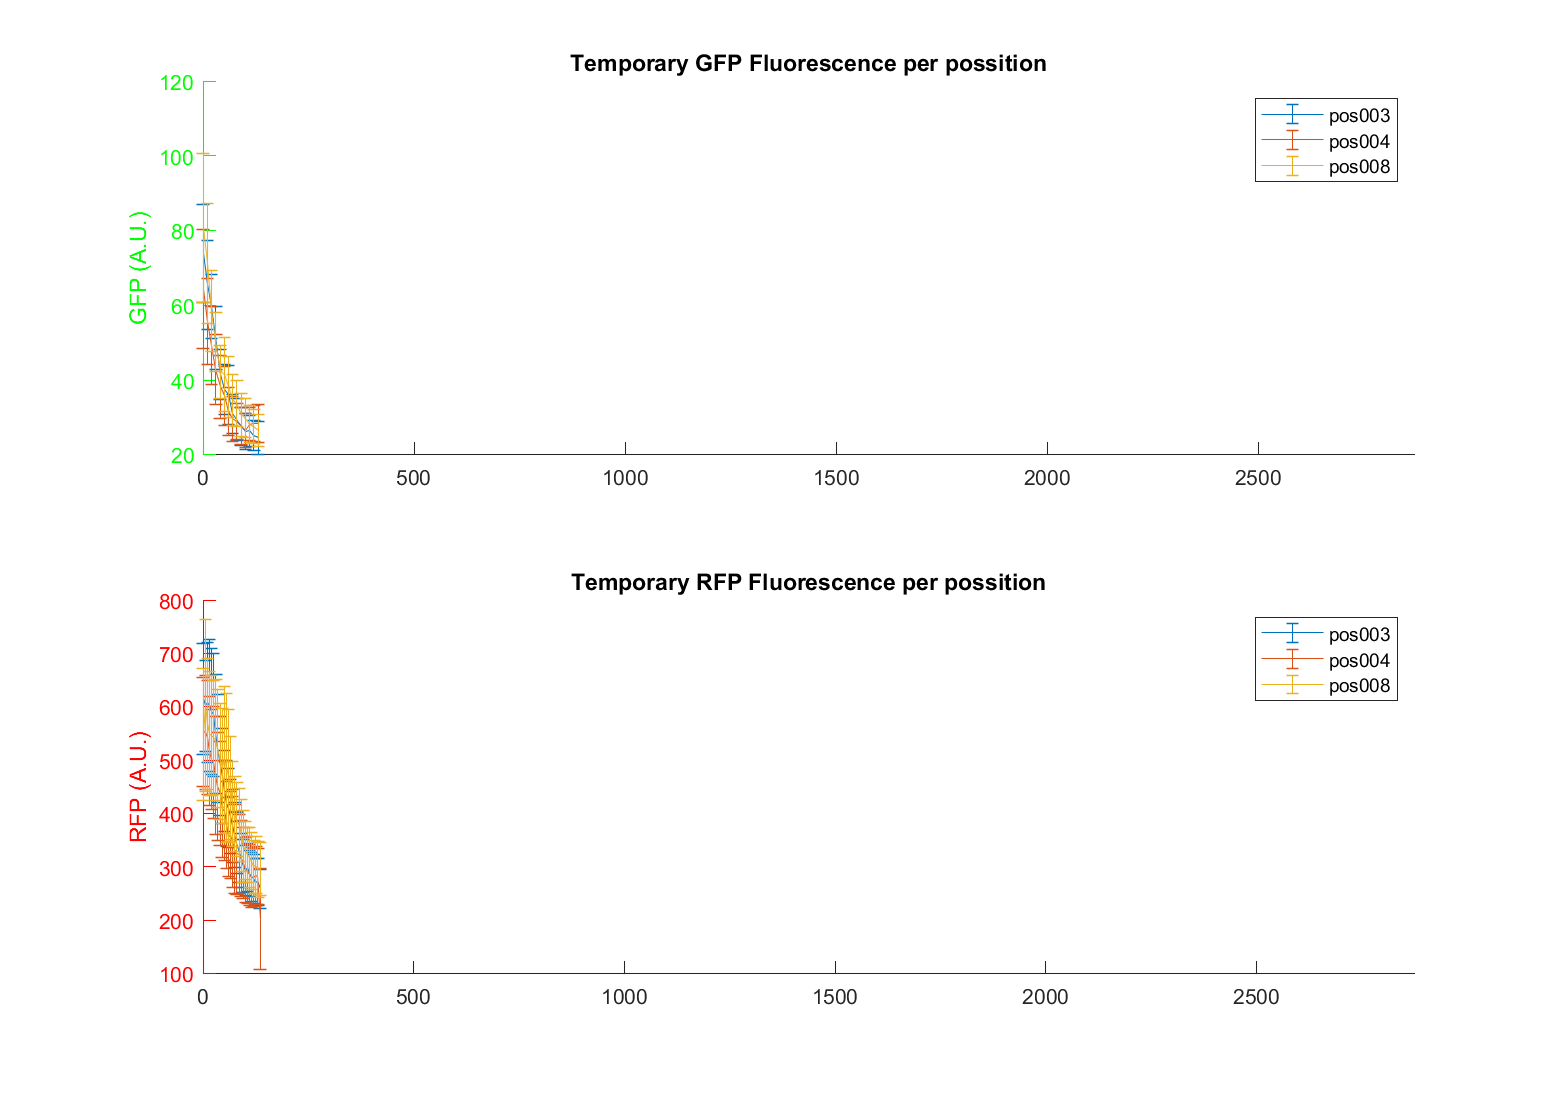 Temporary GFP Fluorescence per possition
120
100
80
60
40
20
GFP (A.U.)
pos003
pos004
pos008
0 500 1000 1500 2000 2500
Temporary RFP Fluorescence per possition
800
700
600
500
400
300
200
100
RFP (A.U.)
pos003
pos004
pos008
0 500 1000 1500 2000 2500